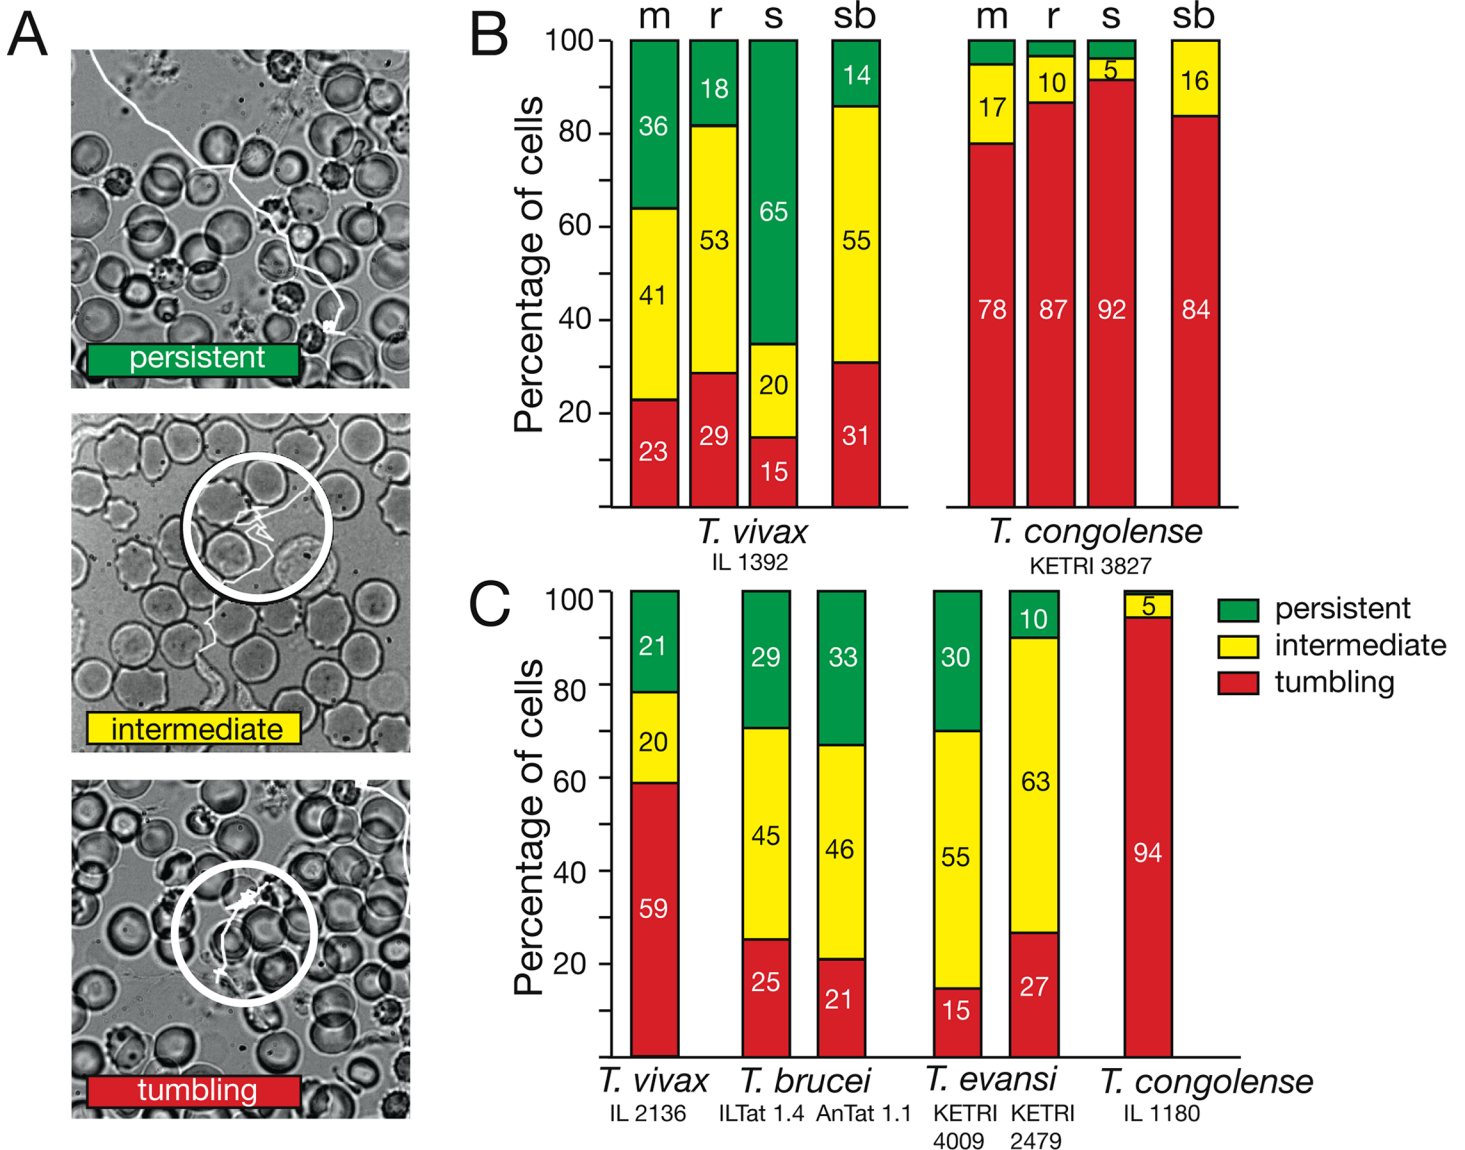 A
persistent
intermediate
tumbling
B
m r s sb m r s sb
Percentage of cells
100
80
60
40
20
36 41 23
18 53 29
65 20 15
14 55 31
17 78
10 87
5 92
16 84
T. vivax
IL 1392
T. congolense
KETRI 3827
C
Percentage of cells
100
80
60
40
20
21 20 59
29 45 25
33 46 21
30 55 15
10 63 27
5 94
T. vivax T. brucei T. evansi T. congolense
IL 2136 ILTat 1.4 AnTat 1.1 KETRI KETRI IL 1180
4009 2479
persistent
intermediate
tumbling